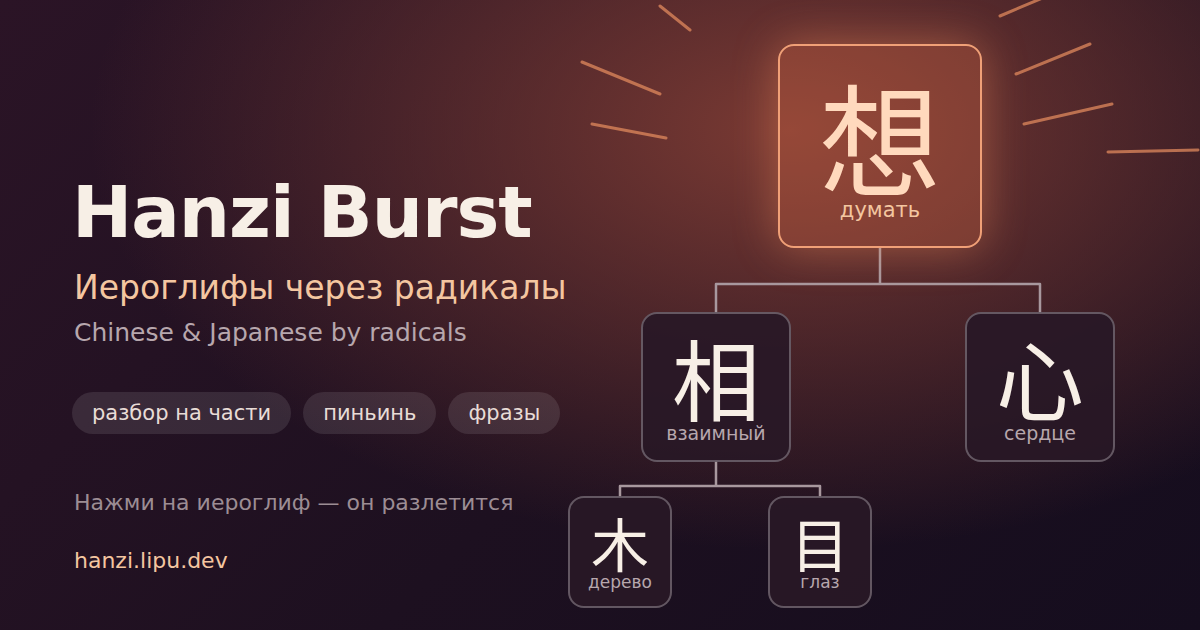 Hanzi Burst
Иероглифы через радикалы
Chinese & Japanese by radicals
разбор на части
пиньинь
фразы
Нажми на иероглиф — он разлетится
hanzi.lipu.dev
想
думать
相
взаимный
心
сердце
木
дерево
目
глаз